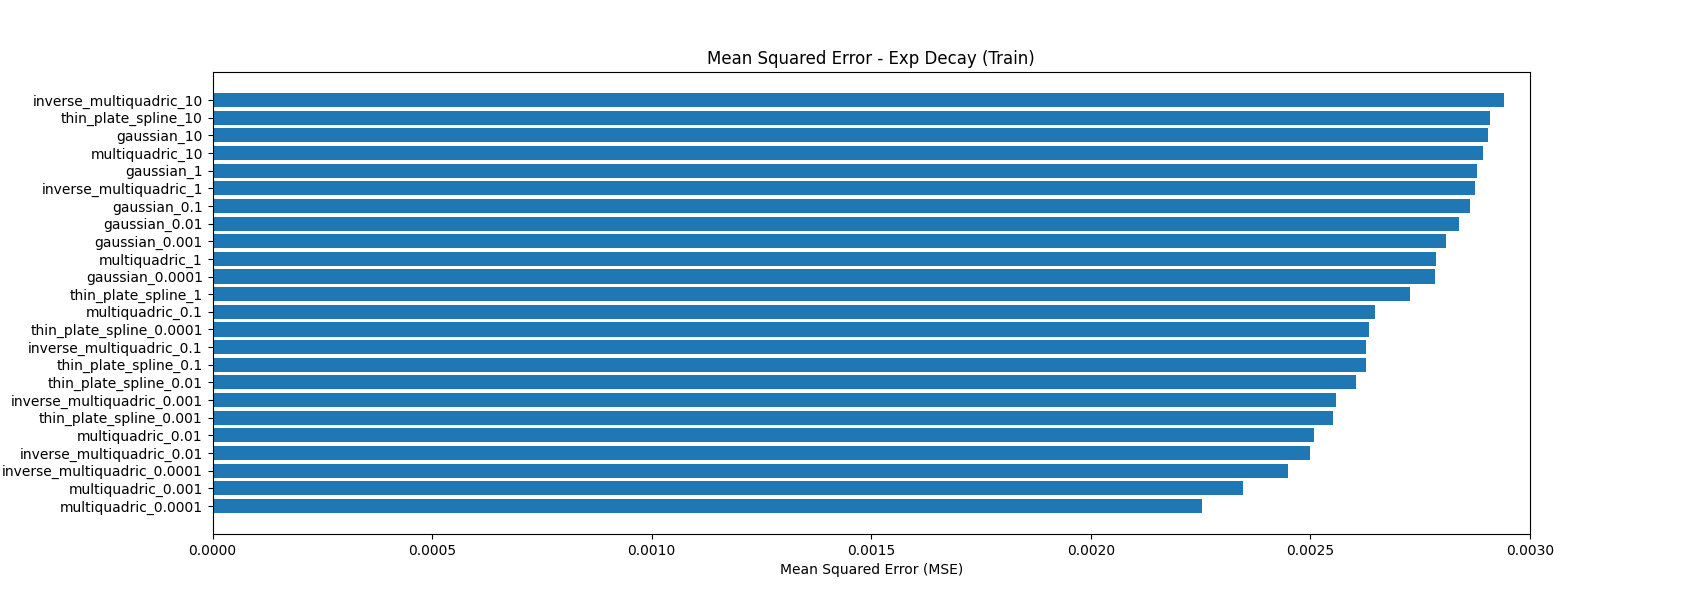 Mean Squared Error - Exp Decay (Train)
inverse_multiquadric_10
thin_plate_spline_10
gaussian_10
multiquadric_10
gaussian_1
inverse_multiquadric_1
gaussian_0.1
gaussian_0.01
gaussian_0.001
multiquadric_1
gaussian_0.0001
thin_plate_spline_1
multiquadric_0.1
thin_plate_spline_0.0001
inverse_multiquadric_0.1
thin_plate_spline_0.1
thin_plate_spline_0.01
inverse_multiquadric_0.001
thin_plate_spline_0.001
multiquadric_0.01
inverse_multiquadric_0.01
inverse_multiquadric_0.0001
multiquadric_0.001
multiquadric_0.0001
0.0000 0.0005 0.0010 0.0015 0.0020 0.0025 0.0030
Mean Squared Error (MSE)